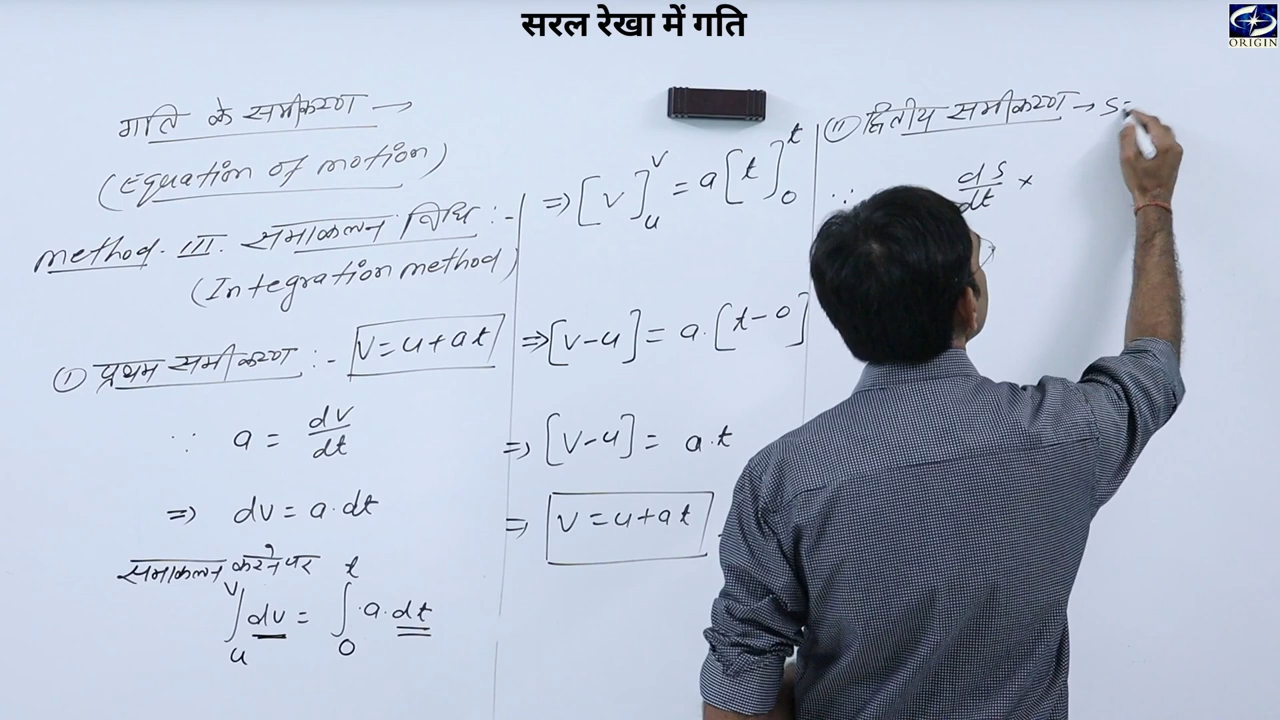 सरल रेखा में गति
ORIGIN
गति के समीकरण →
(Equation of motion)
method. III. समाकलन विधि :-
(Integration method)
① प्रथम समीकरण :- v = u + at
∵ a = dv/dt
⇒ dv = a·dt
समाकलन करने पर
∫ᵤᵛ dv = ∫₀ᵗ a·dt
⇒ [v]ᵤᵛ = a[t]₀ᵗ
⇒ [v-u] = a·[t-0]
⇒ [v-u] = a·t
⇒ v = u + at
(II) द्वितीय समीकरण → S=
∵ ds/dt ×